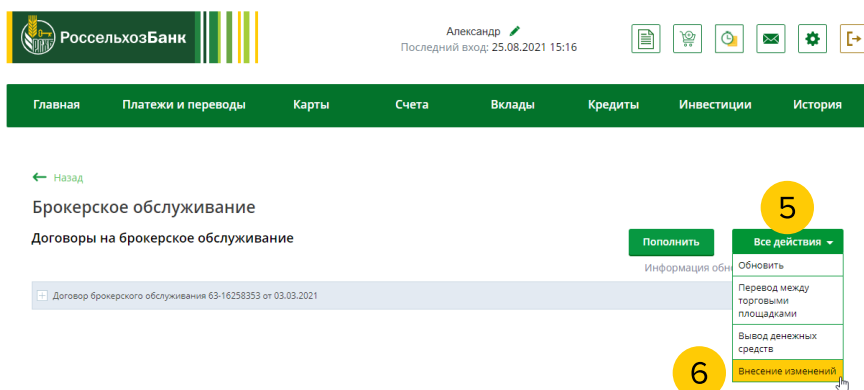 РоссельхозБанк
Александр
Последний вход: 25.08.2021 15:16
Главная Платежи и переводы Карты Счета Вклады Кредиты Инвестиции История
Назад
Брокерское обслуживание
5
Договоры на брокерское обслуживание
Пополнить
Все действия
Информация обн
Обновить
Перевод между
торговыми
площадками
Договор брокерского обслуживания 63-16258353 от 03.03.2021
Вывод денежных
средств
6
Внесение изменений